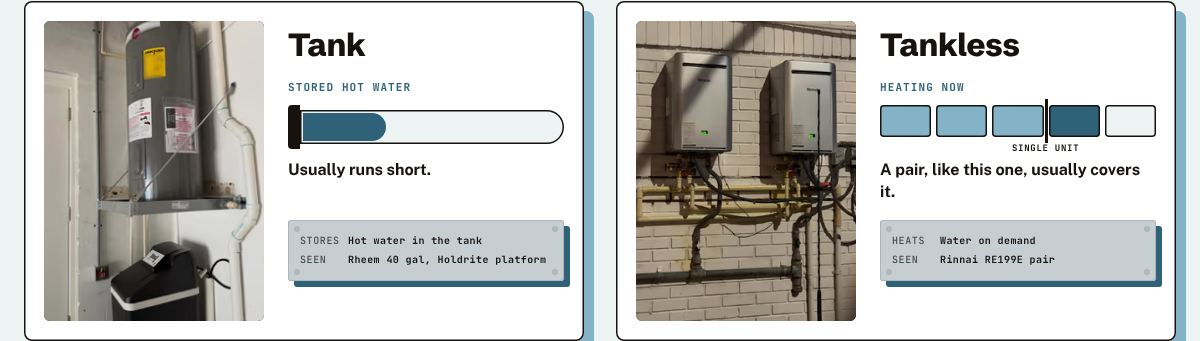 Tank
STORED HOT WATER
Usually runs short.
STORES Hot water in the tank
SEEN Rheem 40 gal, Holdrite platform
Tankless
HEATING NOW
SINGLE UNIT
A pair, like this one, usually covers
it.
HEATS Water on demand
SEEN Rinnai RE199E pair